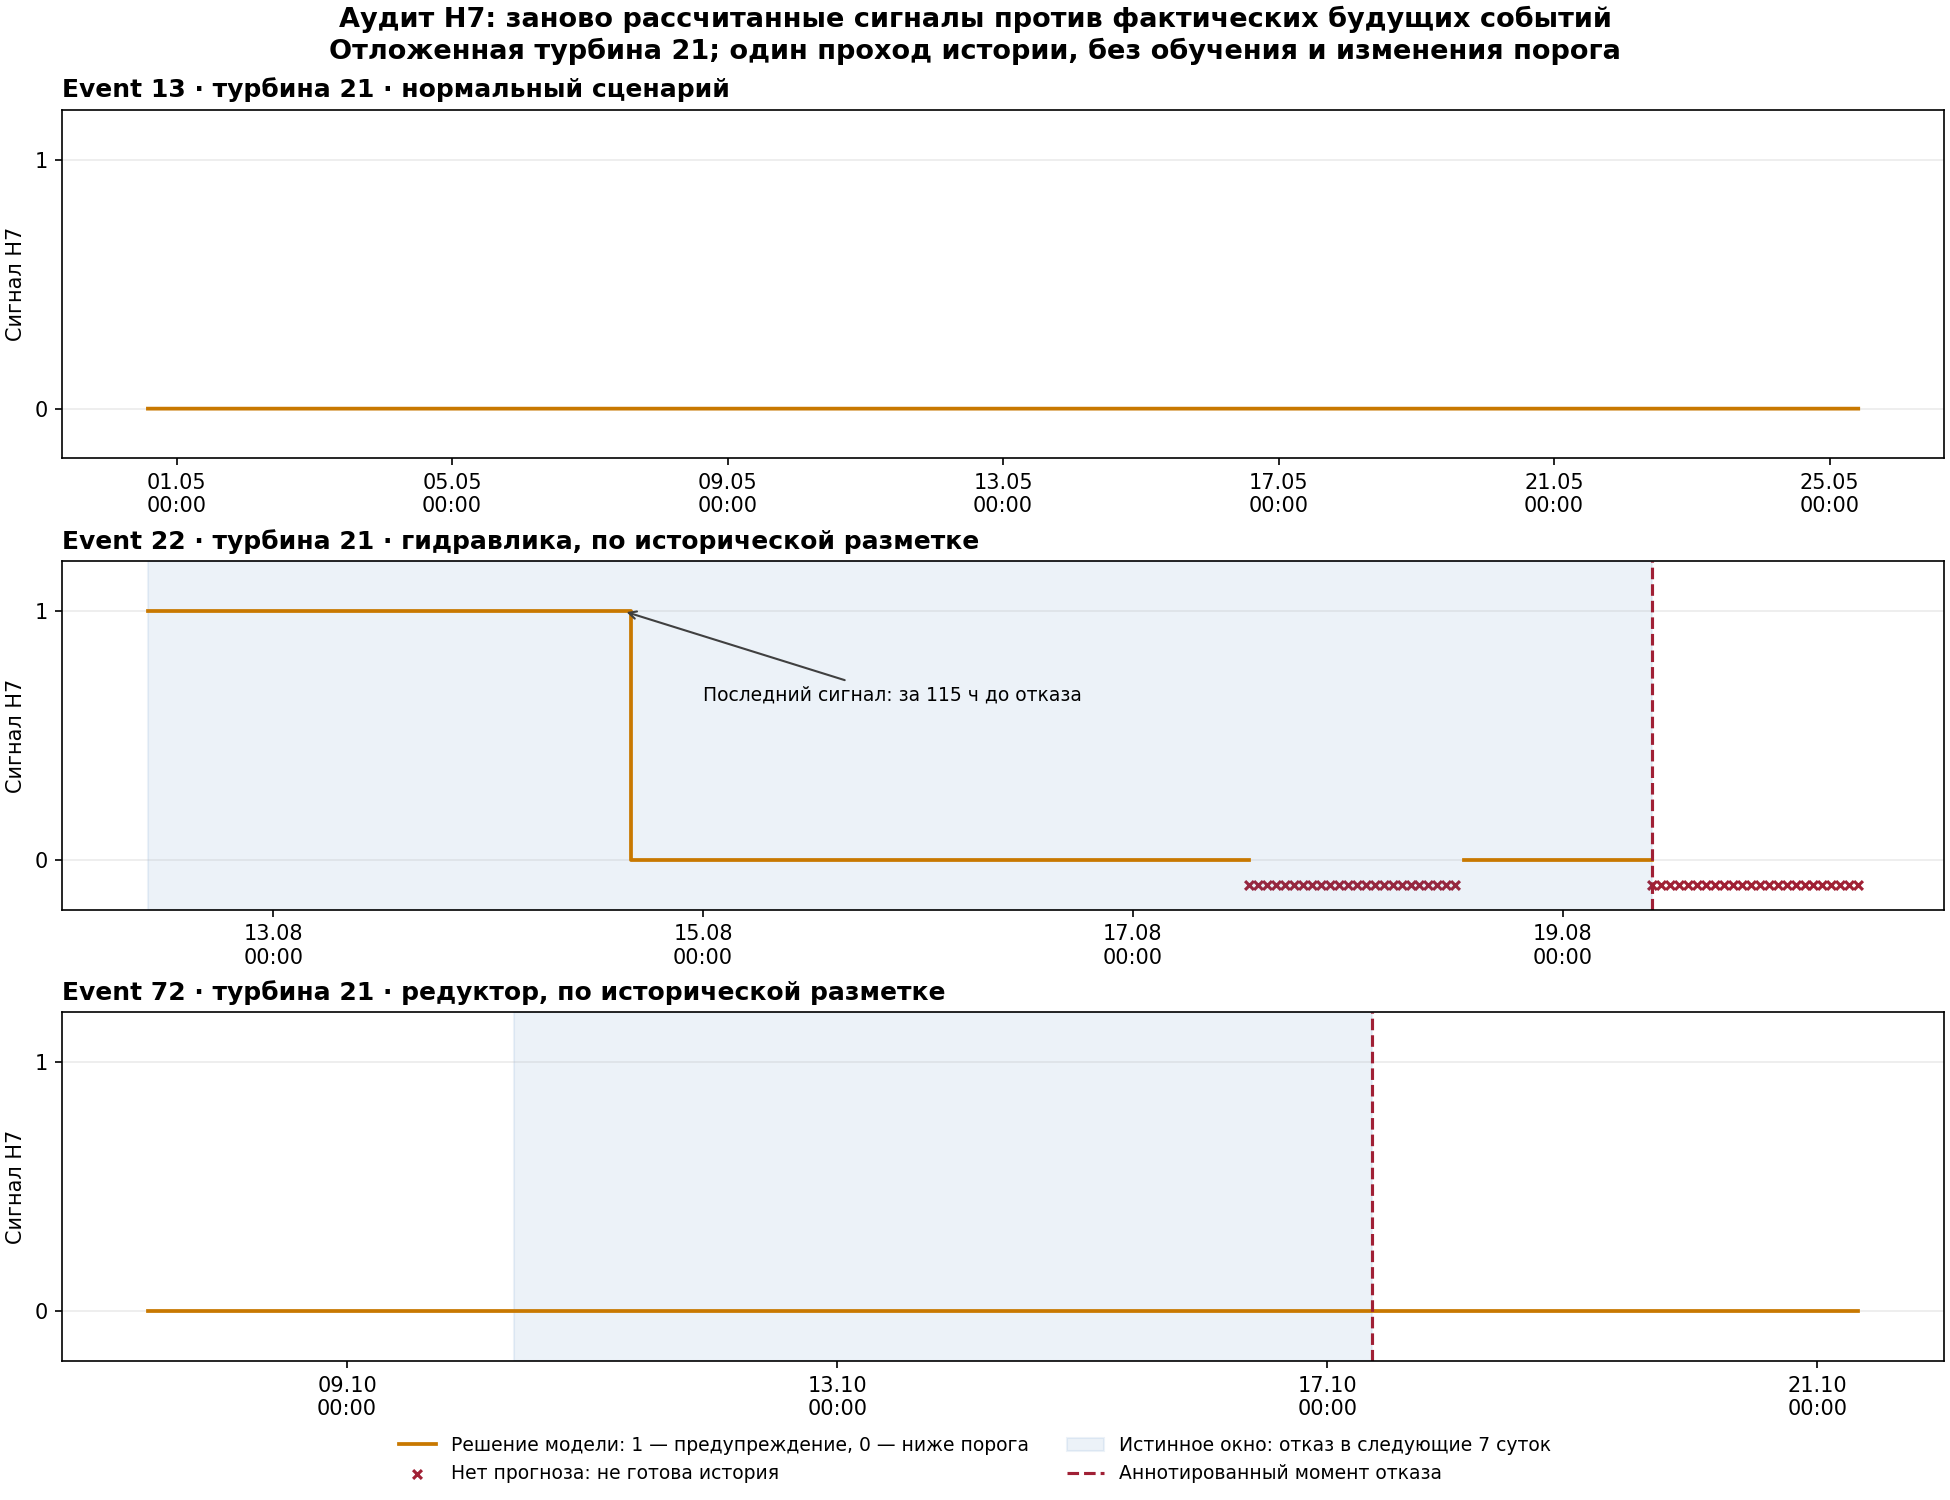 Аудит H7: заново рассчитанные сигналы против фактических будущих событий
Отложенная турбина 21; один проход истории, без обучения и изменения порога
Event 13 · турбина 21 · нормальный сценарий
Сигнал H7
1
0
01.05 05.05 09.05 13.05 17.05 21.05 25.05
00:00 00:00 00:00 00:00 00:00 00:00 00:00
Event 22 · турбина 21 · гидравлика, по исторической разметке
Сигнал H7
1
Последний сигнал: за 115 ч до отказа
0
13.08 15.08 17.08 19.08
00:00 00:00 00:00 00:00
Event 72 · турбина 21 · редуктор, по исторической разметке
Сигнал H7
1
0
09.10 13.10 17.10 21.10
00:00 00:00 00:00 00:00
Решение модели: 1 — предупреждение, 0 — ниже порога
Нет прогноза: не готова история
Истинное окно: отказ в следующие 7 суток
Аннотированный момент отказа